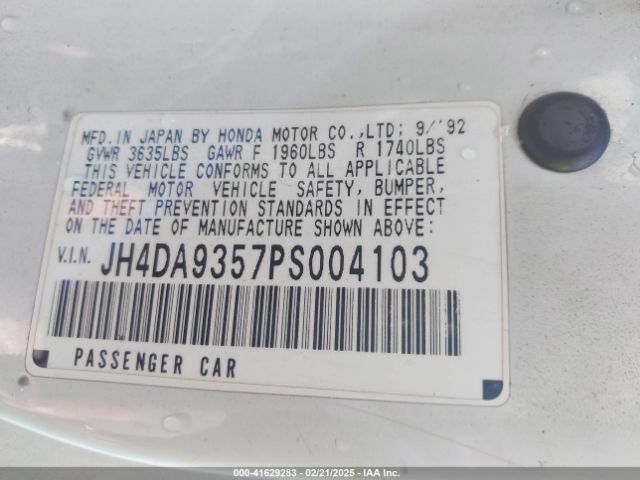 MFD. IN JAPAN BY HONDA MOTOR CO.,LTD; 9/'92
GVWR 3635LBS GAWR F 1960LBS R 1740LBS
THIS VEHICLE CONFORMS TO ALL APPLICABLE
FEDERAL MOTOR VEHICLE SAFETY, BUMPER,
AND THEFT PREVENTION STANDARDS IN EFFECT
ON THE DATE OF MANUFACTURE SHOWN ABOVE:
V.I.N. JH4DA9357PS004103
PASSENGER CAR
000-41629283 - 02/21/2025 - IAA Inc.